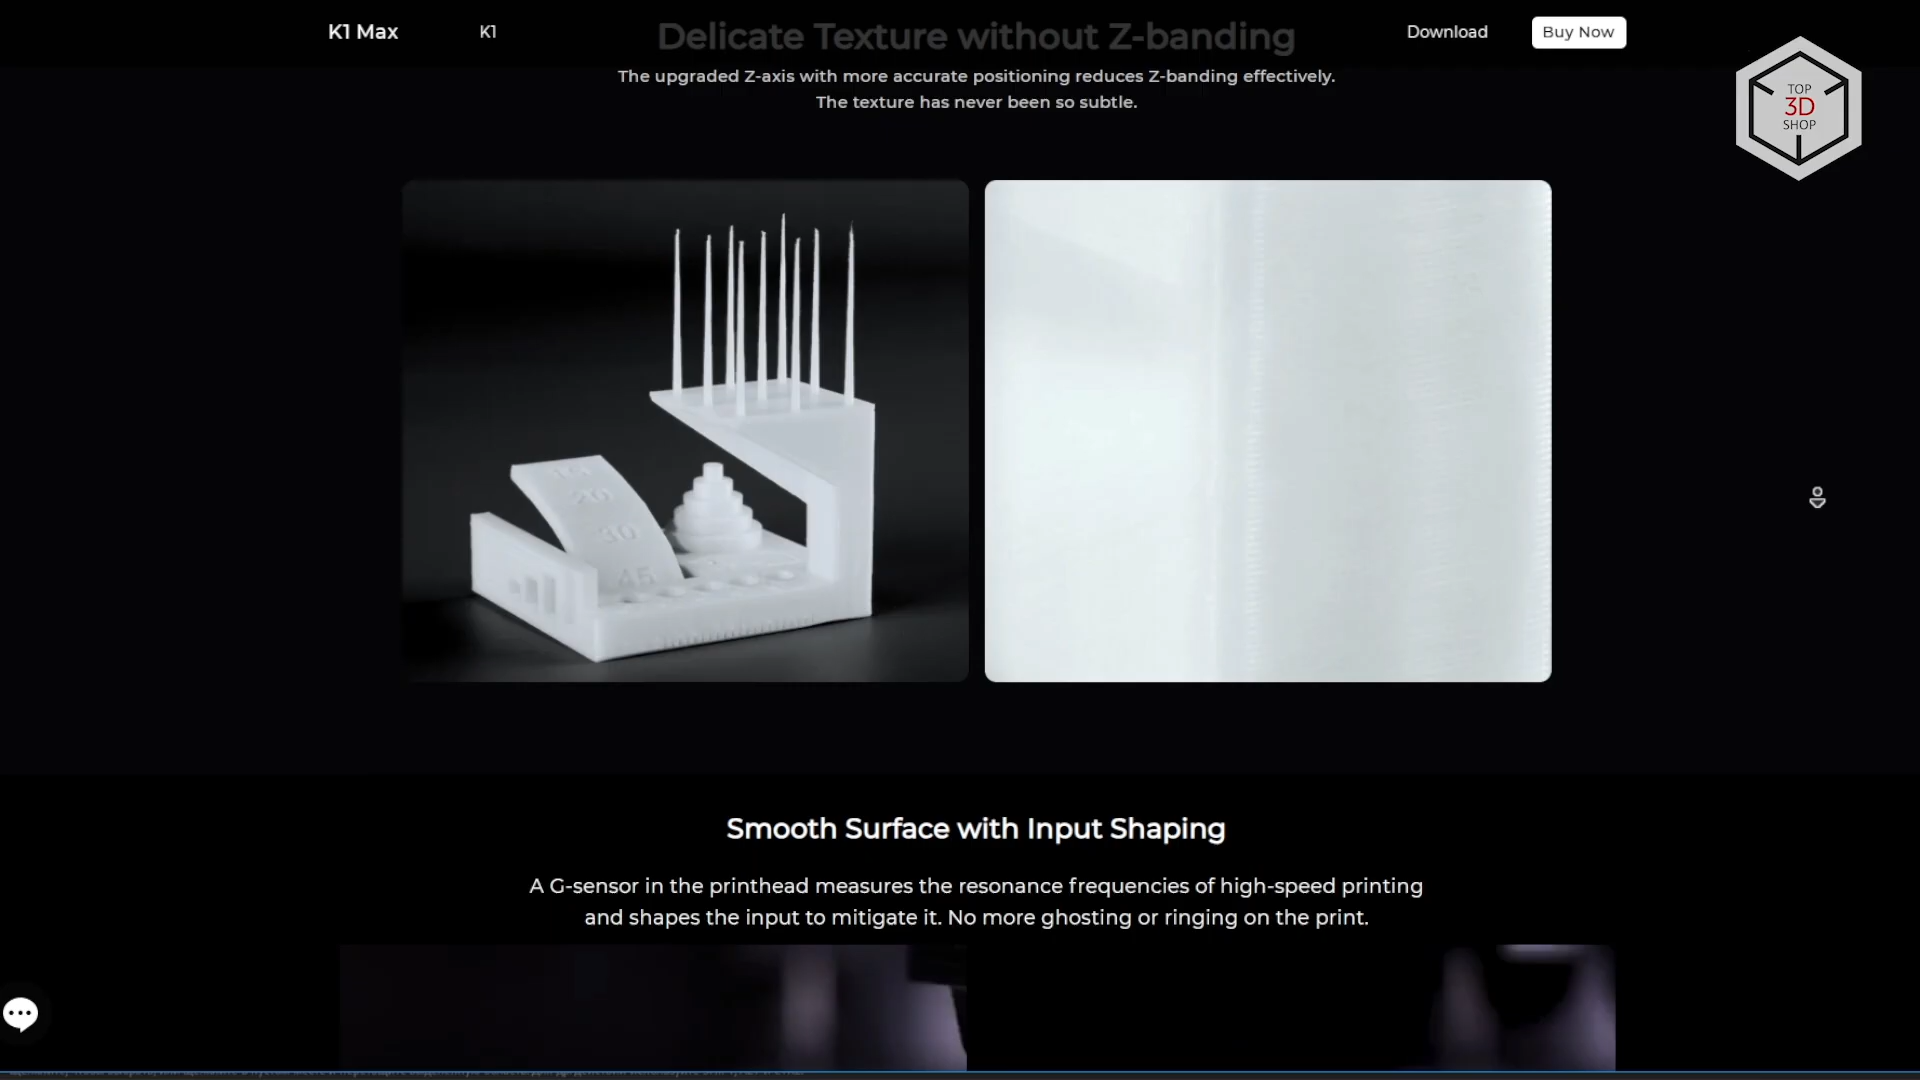 K1 Max
K1
Delicate Texture without Z-banding
Download
Buy Now
The upgraded Z-axis with more accurate positioning reduces Z-banding effectively.
The texture has never been so subtle.
TOP
3D
SHOP
15
20
30
45
Smooth Surface with Input Shaping
A G-sensor in the printhead measures the resonance frequencies of high-speed printing
and shapes the input to mitigate it. No more ghosting or ringing on the print.